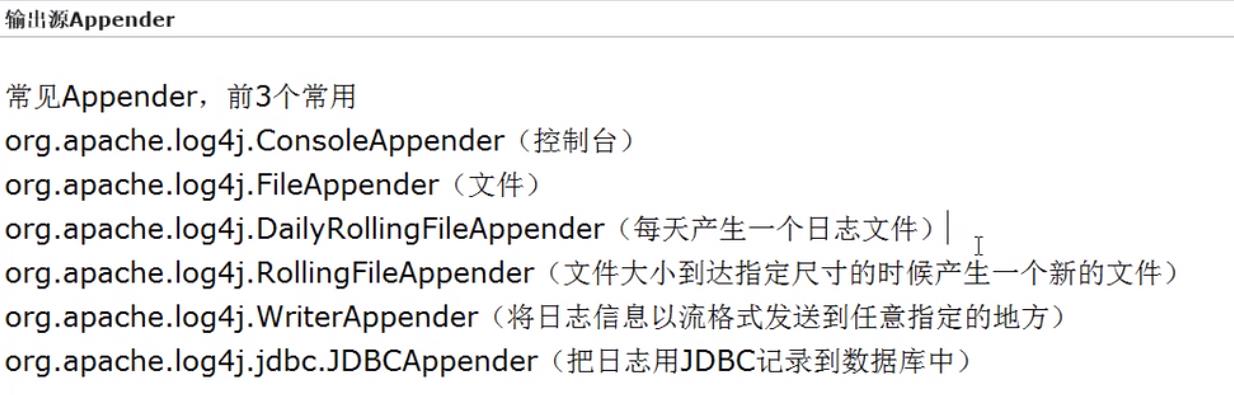 输出源Appender
常见Appender，前3个常用
org.apache.log4j.ConsoleAppender（控制台）
org.apache.log4j.FileAppender（文件）
org.apache.log4j.DailyRollingFileAppender（每天产生一个日志文件）
org.apache.log4j.RollingFileAppender（文件大小到达指定尺寸的时候产生一个新的文件）
org.apache.log4j.WriterAppender（将日志信息以流格式发送到任意指定的地方）
org.apache.log4j.jdbc.JDBCAppender（把日志用JDBC记录到数据库中）